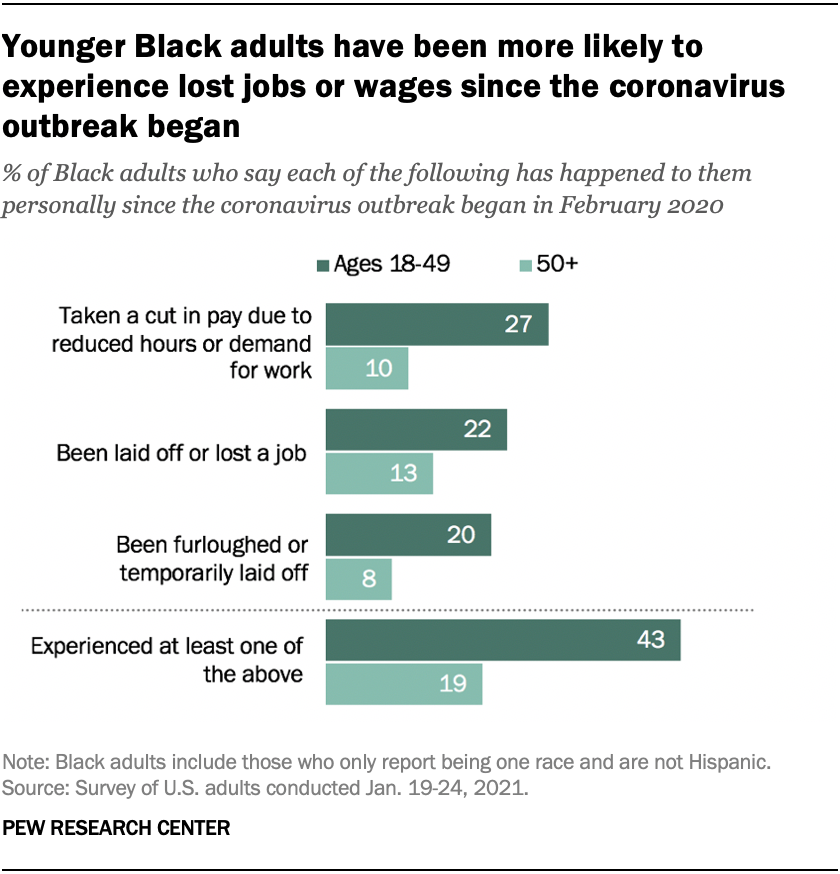 Younger Black adults have been more likely to
experience lost jobs or wages since the coronavirus
outbreak began
% of Black adults who say each of the following has happened to them
personally since the coronavirus outbreak began in February 2020
Ages 18-49 50+
Taken a cut in pay due to
reduced hours or demand
for work
27
10
Been laid off or lost a job
22
13
Been furloughed or
temporarily laid off
20
8
Experienced at least one of
the above
43
19
Note: Black adults include those who only report being one race and are not Hispanic.
Source: Survey of U.S. adults conducted Jan. 19-24, 2021.
PEW RESEARCH CENTER